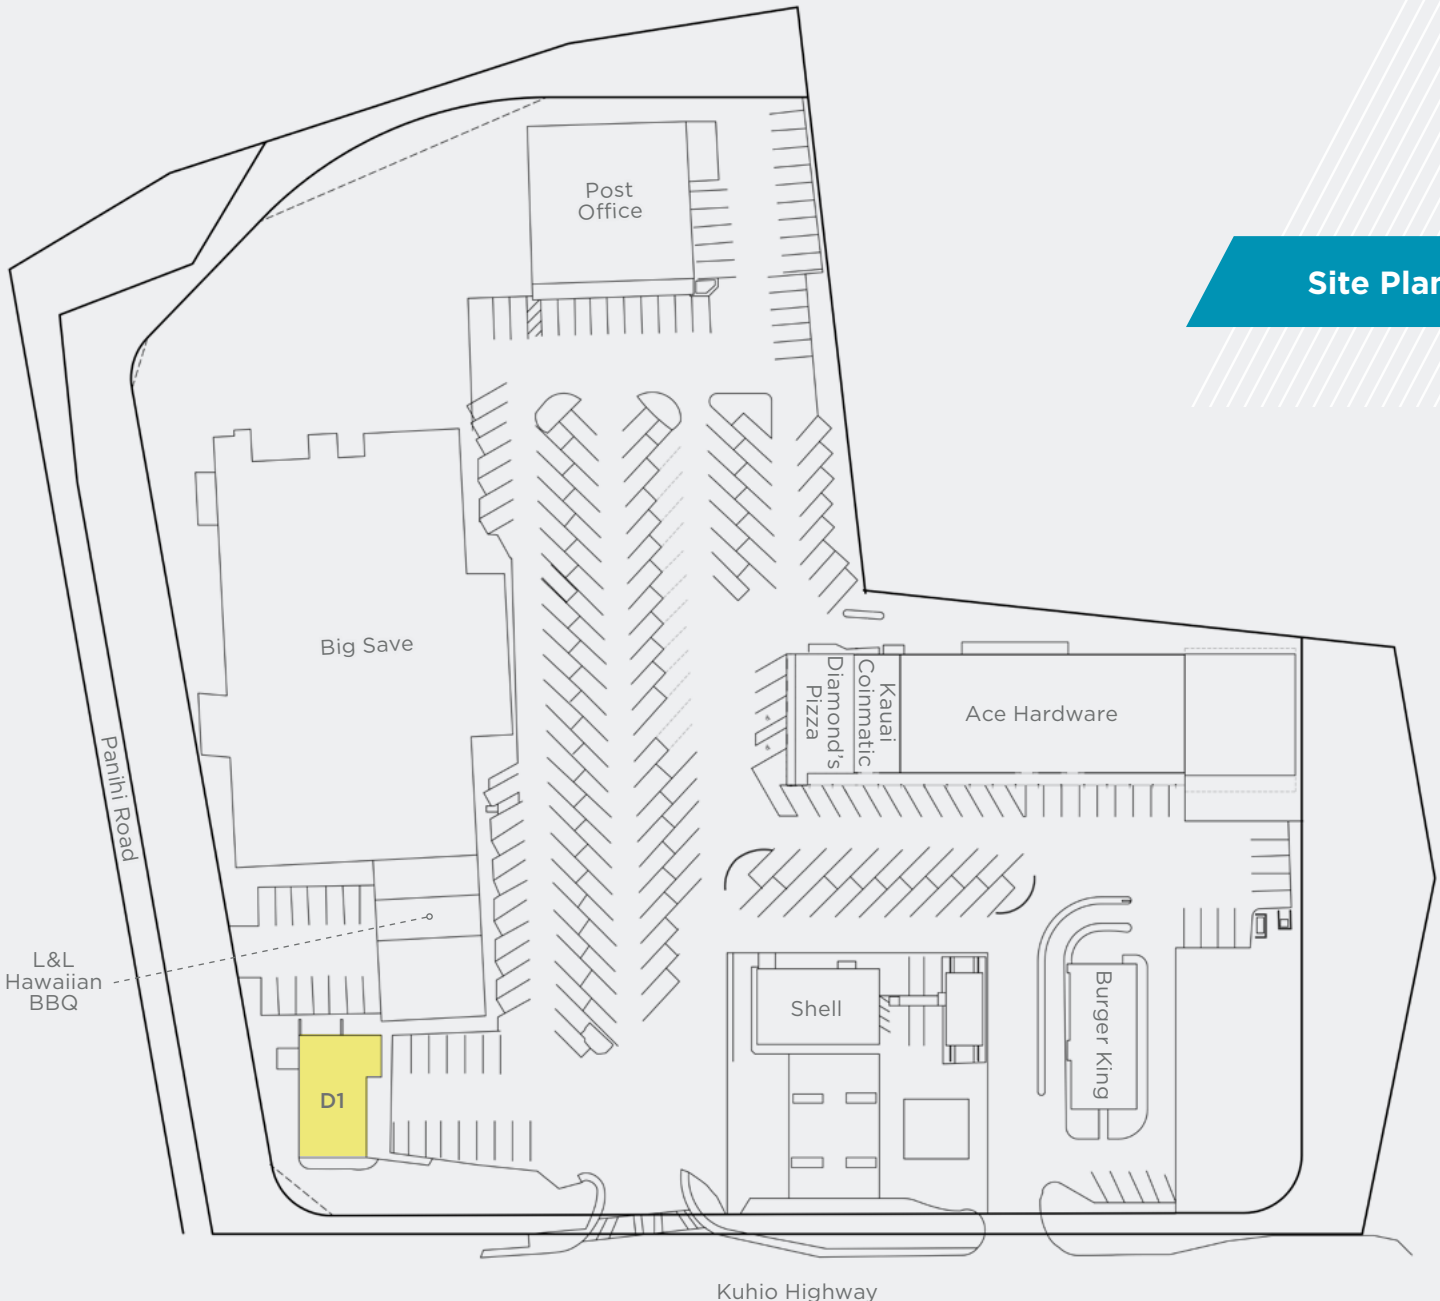 Post
Office
Site Plan
Big Save
Diamond's
Pizza
Kauai
Coinmatic
Ace Hardware
Panihi Road
L&L
Hawaiian
BBQ
Shell
Burger King
D1
Kuhio Highway